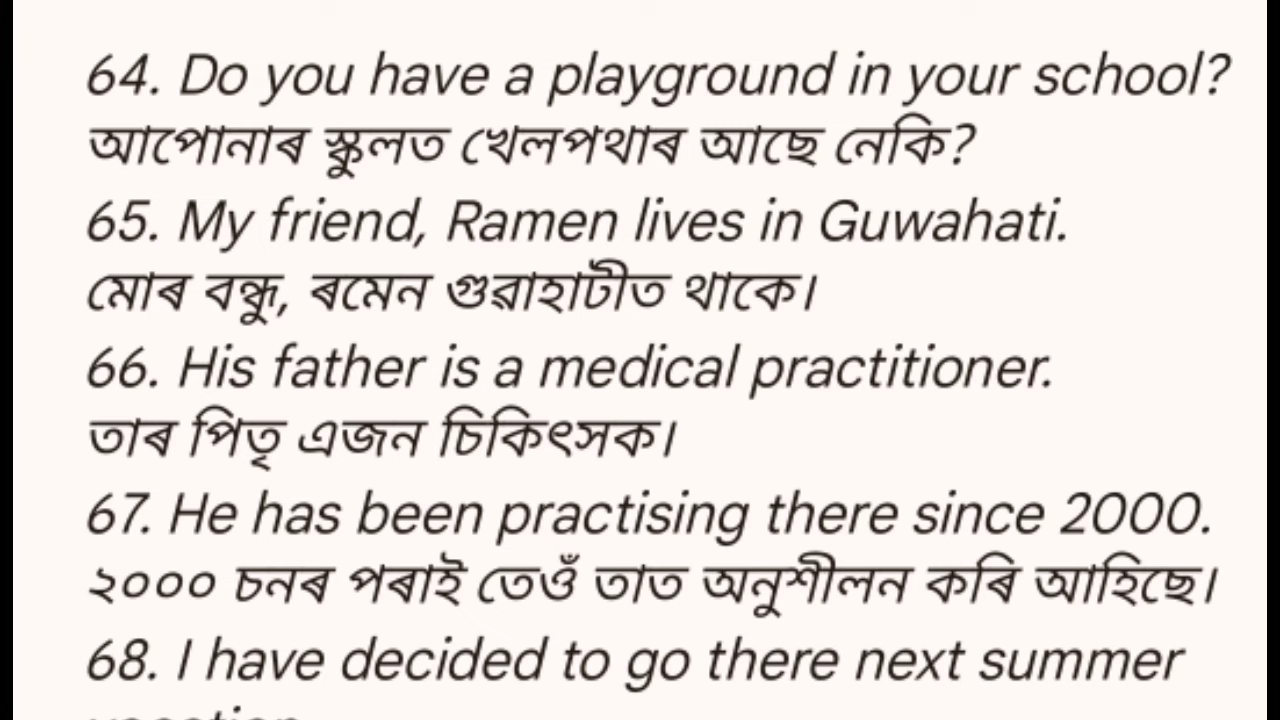 64. Do you have a playground in your school?
আপোনাৰ স্কুলত খেলপথাৰ আছে নেকি?
65. My friend, Ramen lives in Guwahati.
মোৰ বন্ধু, ৰমেন গুৱাহাটীত থাকে।
66. His father is a medical practitioner.
তাৰ পিতৃ এজন চিকিৎসক।
67. He has been practising there since 2000.
২০০০ চনৰ পৰাই তেওঁ তাত অনুশীলন কৰি আহিছে।
68. I have decided to go there next summer